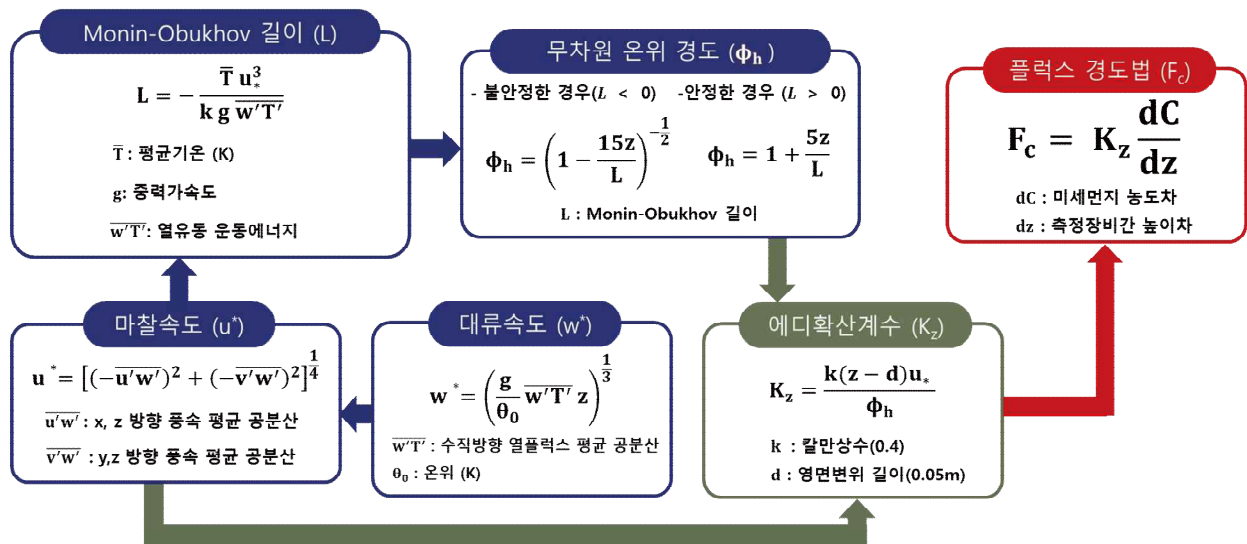 Monin-Obukhov 길이 (L)
L = − T̅ u*³ / k g w′T′‾
T̅ : 평균기온 (K)
g: 중력가속도
w′T′‾: 열유동 운동에너지
무차원 온위 경도 (ϕh)
- 불안정한 경우(L < 0) -안정한 경우 (L > 0)
ϕh = (1 − 15z/L)^(−1/2) ϕh = 1 + 5z/L
L : Monin-Obukhov 길이
플럭스 경도법 (Fc)
Fc = Kz dC/dz
dC : 미세먼지 농도차
dz : 측정장비간 높이차
마찰속도 (u*)
u* = [(−u′w′‾)² + (−v′w′‾)²]^(1/4)
u′w′‾ : x, z 방향 풍속 평균 공분산
v′w′‾ : y,z 방향 풍속 평균 공분산
대류속도 (w*)
w* = (g/θ0 w′T′‾ z)^(1/3)
w′T′‾ : 수직방향 열플럭스 평균 공분산
θ0 : 온위 (K)
에디확산계수 (Kz)
Kz = k(z − d)u* / ϕh
k : 칼만상수(0.4)
d : 영면변위 길이(0.05m)